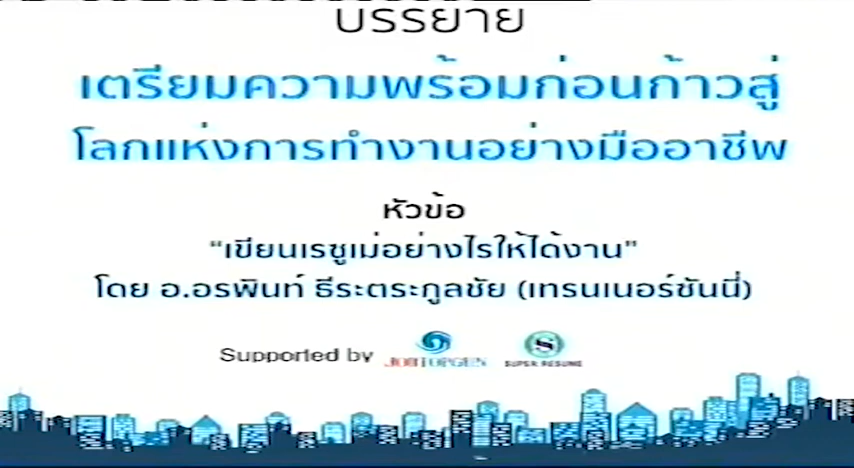 บรรยาย
เตรียมความพร้อมก่อนก้าวสู่
โลกแห่งการทำงานอย่างมืออาชีพ
หัวข้อ
“เขียนเรซูเม่อย่างไรให้ได้งาน”
โดย อ.อรพินท์ ธีระตระกูลชัย (เทรนเนอร์ซันนี่)
Supported by JOBTOPGUN SUPER RESUME